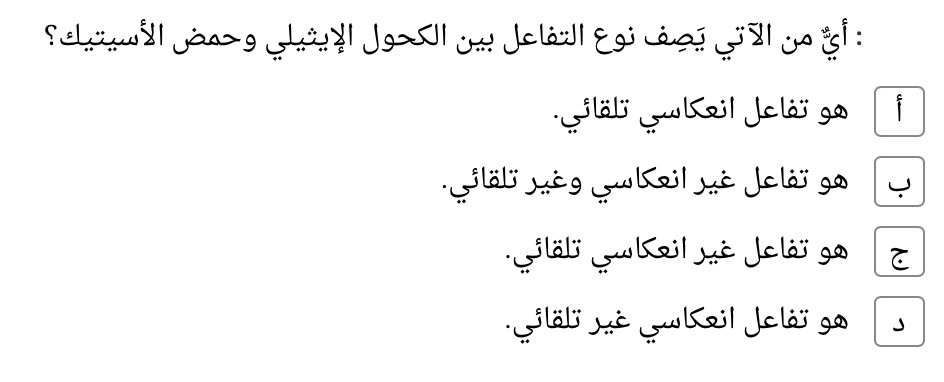 : أيٌّ من الآتي يَصِف نوع التفاعل بين الكحول الإيثيلي وحمض الأسيتيك؟
أ هو تفاعل انعكاسي تلقائي.
ب هو تفاعل غير انعكاسي وغير تلقائي.
ج هو تفاعل غير انعكاسي تلقائي.
د هو تفاعل انعكاسي غير تلقائي.